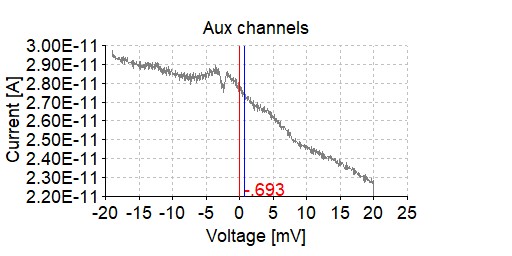 Aux channels
3.00E-11
2.90E-11
2.80E-11
2.70E-11
2.60E-11
2.50E-11
2.40E-11
2.30E-11
2.20E-11
Current [A]
-.693
-20 -15 -10 -5 0 5 10 15 20 25
Voltage [mV]